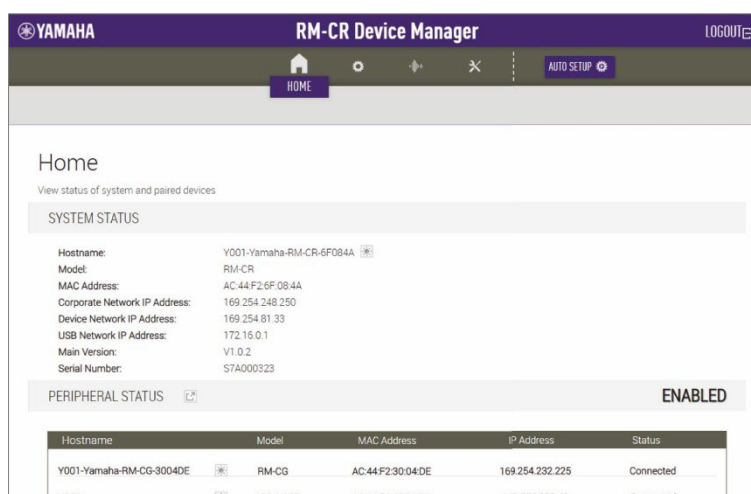 YAMAHA
RM-CR Device Manager
LOGOUT
HOME
AUTO SETUP
Home
View status of system and paired devices
SYSTEM STATUS
Hostname: Y001-Yamaha-RM-CR-6F084A
Model: RM-CR
MAC Address: AC:44:F2:6F:08:4A
Corporate Network IP Address: 169.254.248.250
Device Network IP Address: 169.254.81.33
USB Network IP Address: 172.16.0.1
Main Version: V1.0.2
Serial Number: S7A000323
PERIPHERAL STATUS ENABLED
Hostname Model MAC Address IP Address Status
Y001-Yamaha-RM-CG-3004DE RM-CG AC:44:F2:30:04:DE 169.254.232.225 Connected